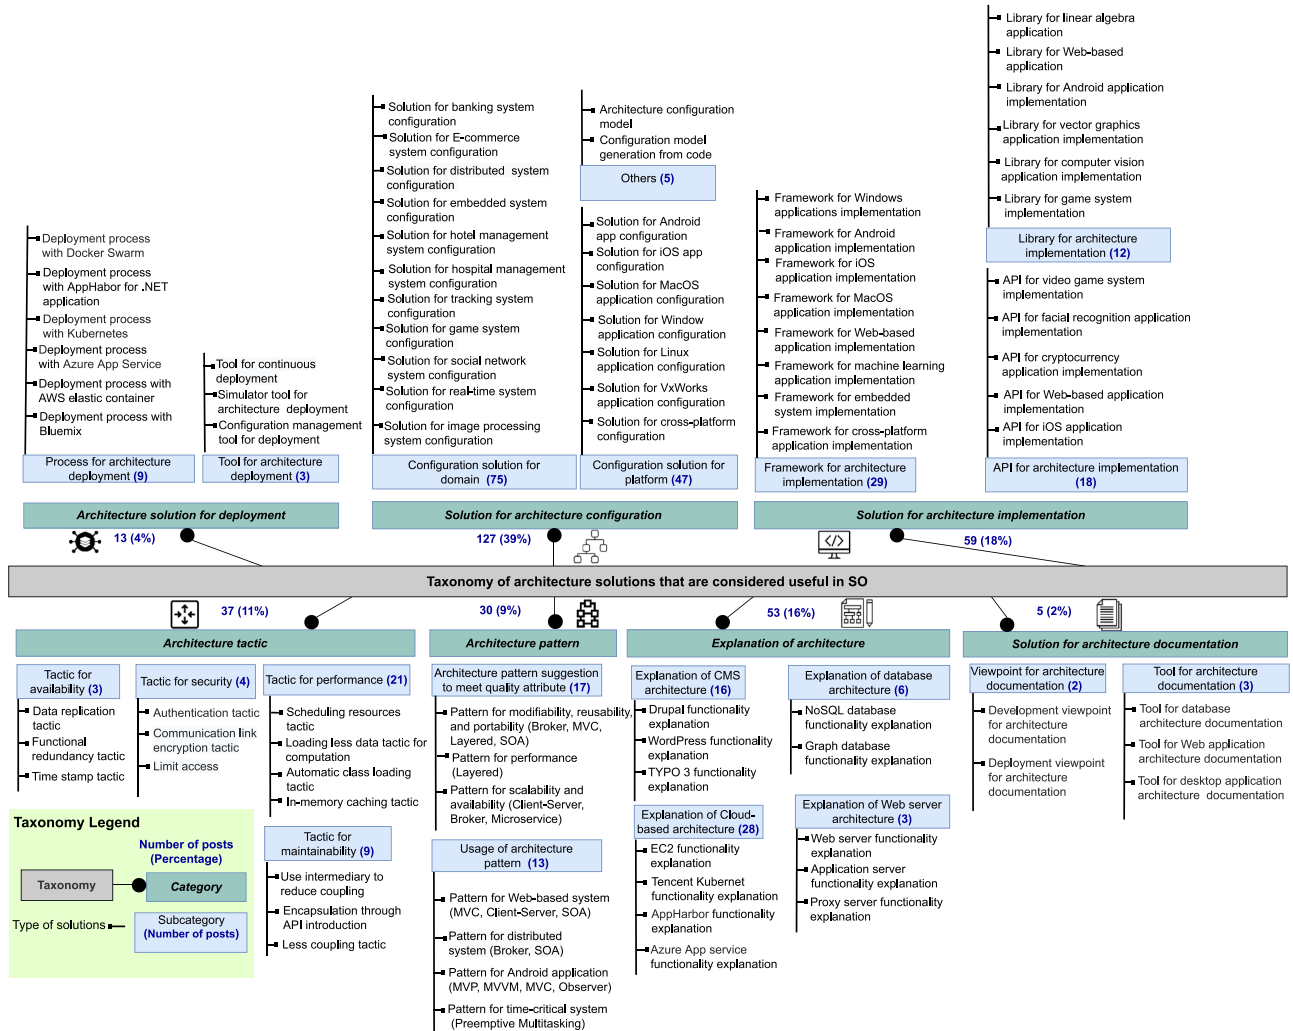 Deployment process
with Docker Swarm
Deployment process
with AppHabor for .NET
application
Deployment process
with Kubernetes
Deployment process
with Azure App Service
Deployment process with
AWS elastic container
Deployment process with
Bluemix
Process for architecture
deployment (9)
Tool for continuous
deployment
Simulator tool for
architecture deployment
Configuration management
tool for deployment
Tool for architecture
deployment (3)
Architecture solution for deployment
13 (4%)
Solution for banking system
configuration
Solution for E-commerce
system configuration
Solution for distributed system
configuration
Solution for embedded system
configuration
Solution for hotel management
system configuration
Solution for hospital management
system configuration
Solution for tracking system
configuration
Solution for game system
configuration
Solution for social network
system configuration
Solution for real-time system
configuration
Solution for image processing
system configuration
Configuration solution for
domain (75)
Architecture configuration
model
Configuration model
generation from code
Others (5)
Solution for Android
app configuration
Solution for iOS app
configuration
Solution for MacOS
application configuration
Solution for Window
application configuration
Solution for Linux
application configuration
Solution for VxWorks
application configuration
Solution for cross-platform
configuration
Configuration solution for
platform (47)
Solution for architecture configuration
127 (39%)
Framework for Windows
applications implementation
Framework for Android
application implementation
Framework for iOS
application implementation
Framework for MacOS
application implementation
Framework for Web-based
application implementation
Framework for machine learning
application implementation
Framework for embedded
system implementation
Framework for cross-platform
application implementation
Framework for architecture
implementation (29)
Library for linear algebra
application
Library for Web-based
application
Library for Android application
implementation
Library for vector graphics
application implementation
Library for computer vision
application implementation
Library for game system
implementation
Library for architecture
implementation (12)
API for video game system
implementation
API for facial recognition application
implementation
API for cryptocurrency
application implementation
API for Web-based application
implementation
API for iOS application
implementation
API for architecture implementation
(18)
Solution for architecture implementation
59 (18%)
Taxonomy of architecture solutions that are considered useful in SO
37 (11%)
Architecture tactic
Tactic for
availability (3)
Data replication
tactic
Functional
redundancy tactic
Time stamp tactic
Tactic for security (4)
Authentication tactic
Communication link
encryption tactic
Limit access
Tactic for performance (21)
Scheduling resources
tactic
Loading less data tactic for
computation
Automatic class loading
tactic
In-memory caching tactic
Tactic for
maintainability (9)
Use intermediary to
reduce coupling
Encapsulation through
API introduction
Less coupling tactic
30 (9%)
Architecture pattern
Architecture pattern suggestion
to meet quality attribute (17)
Pattern for modifiability, reusability,
and portability (Broker, MVC,
Layered, SOA)
Pattern for performance
(Layered)
Pattern for scalability and
availability (Client-Server,
Broker, Microservice)
Usage of architecture
pattern (13)
Pattern for Web-based system
(MVC, Client-Server, SOA)
Pattern for distributed
system (Broker, SOA)
Pattern for Android application
(MVP, MVVM, MVC, Observer)
Pattern for time-critical system
(Preemptive Multitasking)
53 (16%)
Explanation of architecture
Explanation of CMS
architecture (16)
Drupal functionality
explanation
WordPress functionality
explanation
TYPO 3 functionality
explanation
Explanation of Cloud-
based architecture (28)
EC2 functionality
explanation
Tencent Kubernet
functionality explanation
AppHarbor functionality
explanation
Azure App service
functionality explanation
Explanation of database
architecture (6)
NoSQL database
functionality explanation
Graph database
functionality explanation
Explanation of Web server
architecture (3)
Web server functionality
explanation
Application server
functionality explanation
Proxy server functionality
explanation
5 (2%)
Solution for architecture documentation
Viewpoint for architecture
documentation (2)
Development viewpoint
for architecture
documentation
Deployment viewpoint
for architecture
documentation
Tool for architecture
documentation (3)
Tool for database
architecture documentation
Tool for Web application
architecture documentation
Tool for desktop application
architecture documentation
Taxonomy Legend
Number of posts
(Percentage)
Taxonomy
Category
Type of solutions
Subcategory
(Number of posts)